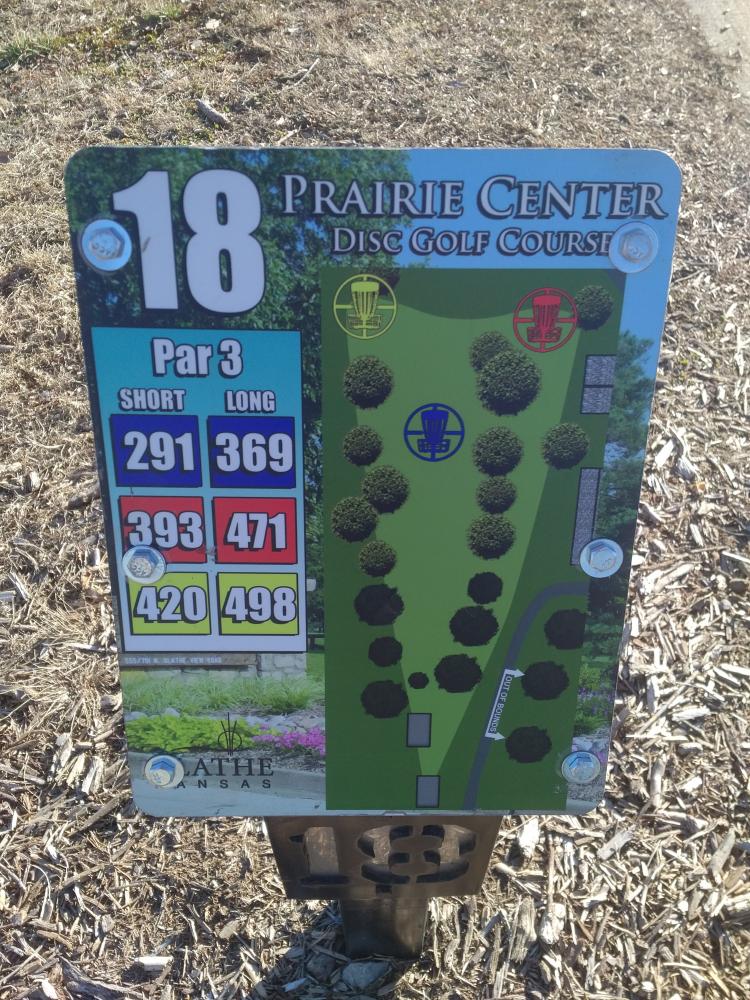 18
PRAIRIE CENTER
DISC GOLF COURSE
Par 3
SHORT LONG
291 369
393 471
420 498
OUT OF BOUNDS
LATHE
ANSAS
18